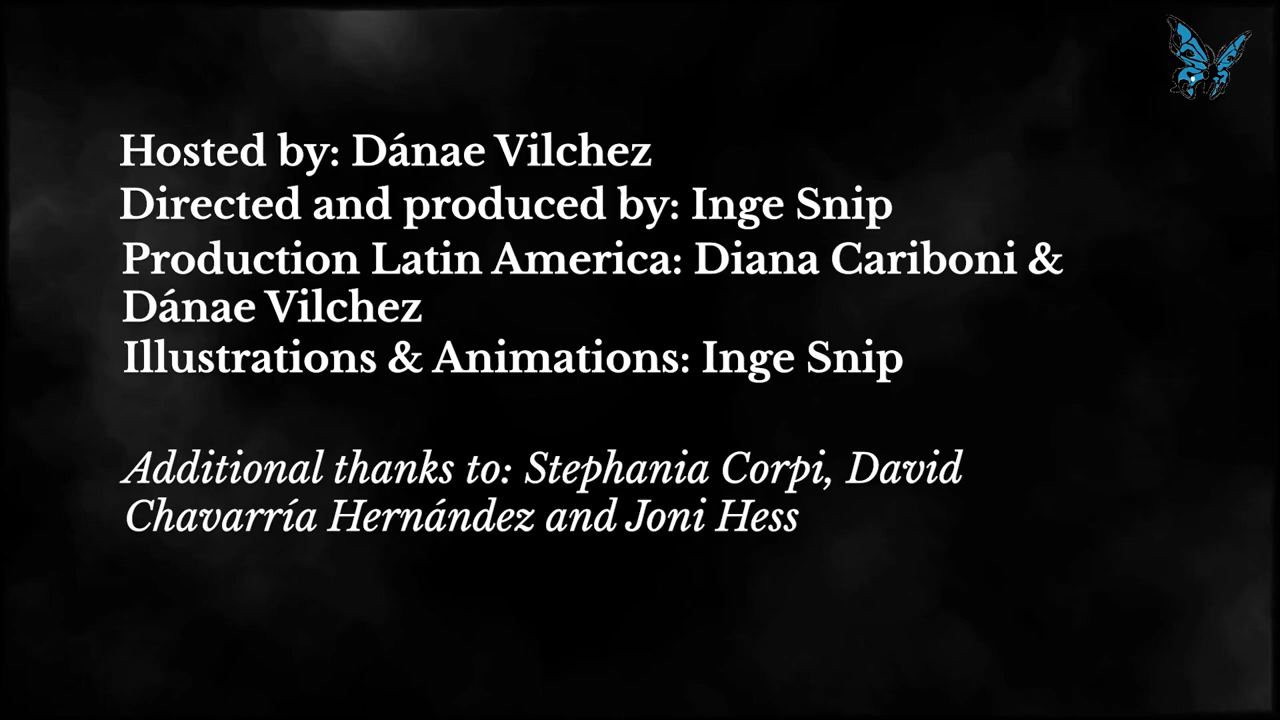 Hosted by: Dánae Vilchez
Directed and produced by: Inge Snip
Production Latin America: Diana Cariboni &
Dánae Vilchez
Illustrations & Animations: Inge Snip
Additional thanks to: Stephania Corpi, David
Chavarría Hernández and Joni Hess